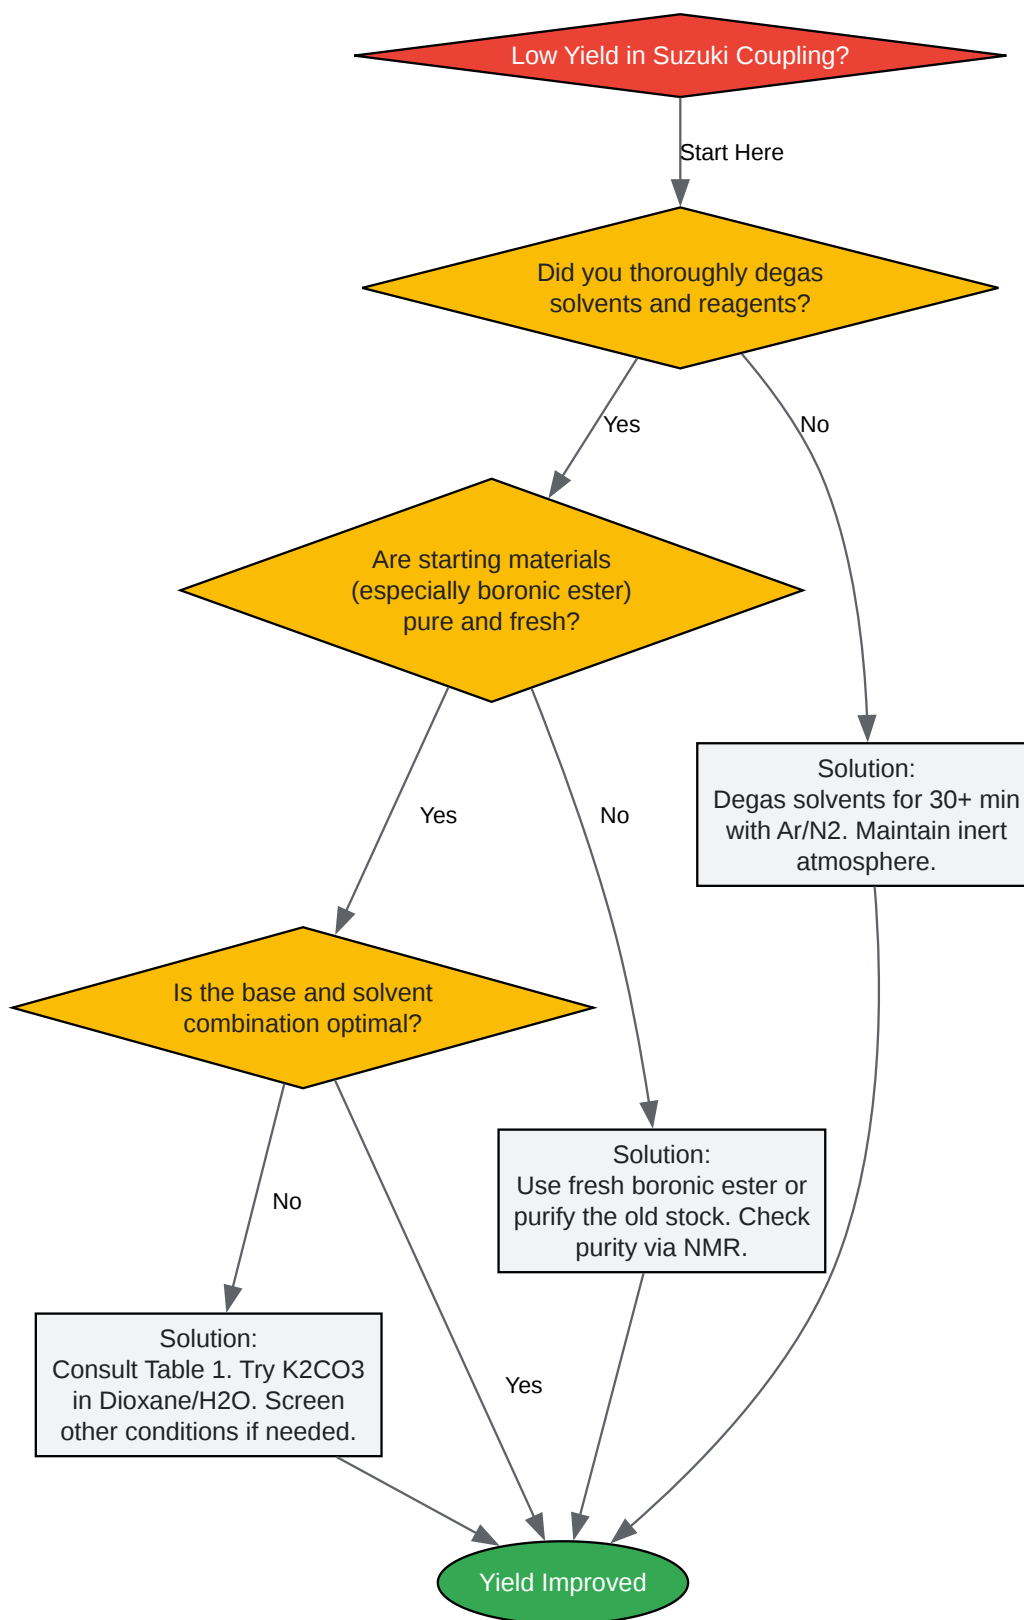 Low Yield in Suzuki Coupling?
Start Here
Did you thoroughly degas
solvents and reagents?
Yes
No
Are starting materials
(especially boronic ester)
pure and fresh?
Solution:
Degas solvents for 30+ min
with Ar/N2. Maintain inert
atmosphere.
Yes
No
Is the base and solvent
combination optimal?
Solution:
Use fresh boronic ester or
purify the old stock. Check
purity via NMR.
No
Solution:
Consult Table 1. Try K2CO3
in Dioxane/H2O. Screen
other conditions if needed.
Yes
Yield Improved